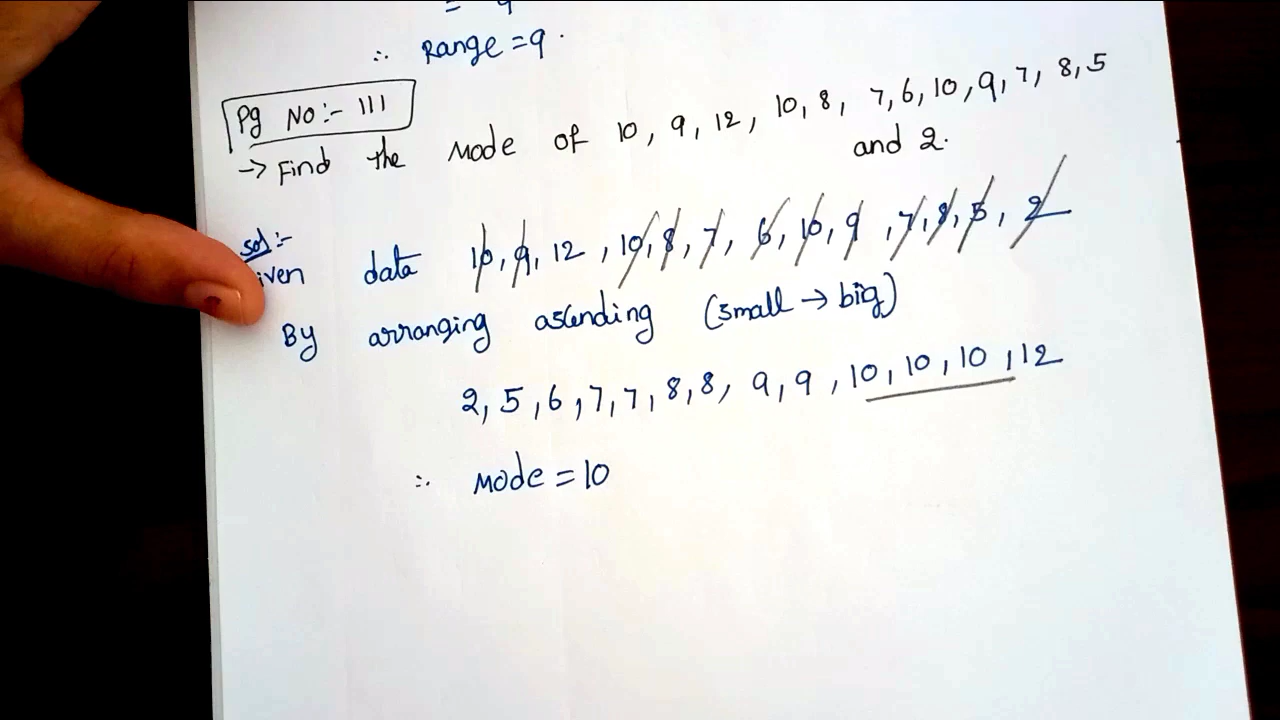 = 9
∴ Range = 9.
Pg No:- 111
→ Find the Mode of 10, 9, 12, 10, 8, 7, 6, 10, 9, 7, 8, 5
and 2.
Sol:-
iven data 10, 9, 12, 10, 8, 7, 6, 10, 9, 7, 8, 5, 2
By arranging ascending (small → big)
2, 5, 6, 7, 7, 8, 8, 9, 9, 10, 10, 10, 12
∴ Mode = 10